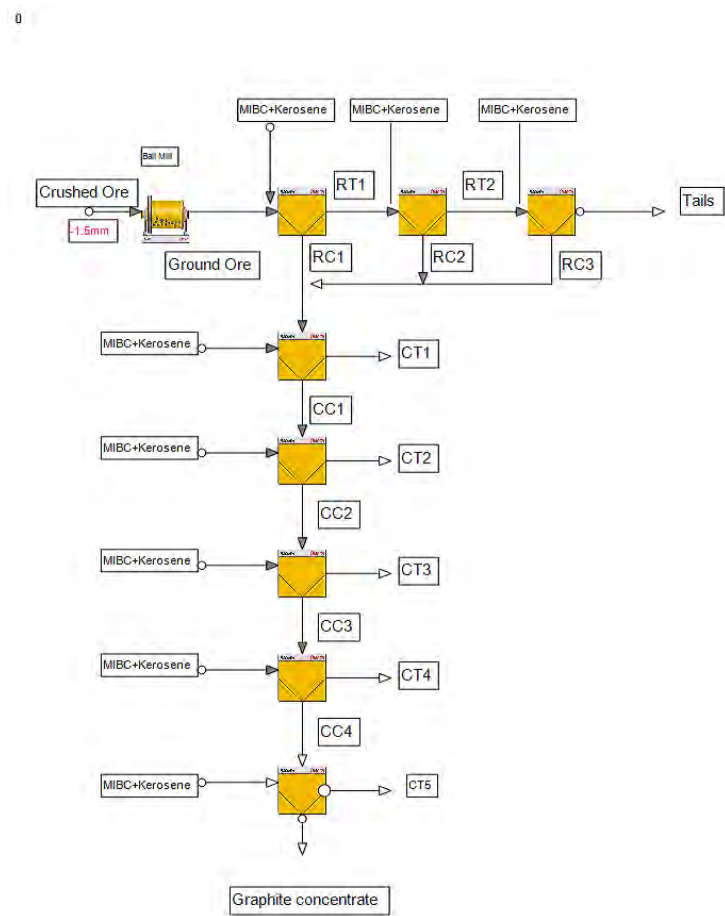 0
MIBC+Kerosene
MIBC+Kerosene
MIBC+Kerosene
Ball Mill
RT1
RT2
Crushed Ore
Tails
-1.5mm
Ground Ore
RC1
RC2
RC3
MIBC+Kerosene
CT1
CC1
MIBC+Kerosene
CT2
CC2
MIBC+Kerosene
CT3
CC3
MIBC+Kerosene
CT4
CC4
MIBC+Kerosene
CT5
Graphite concentrate